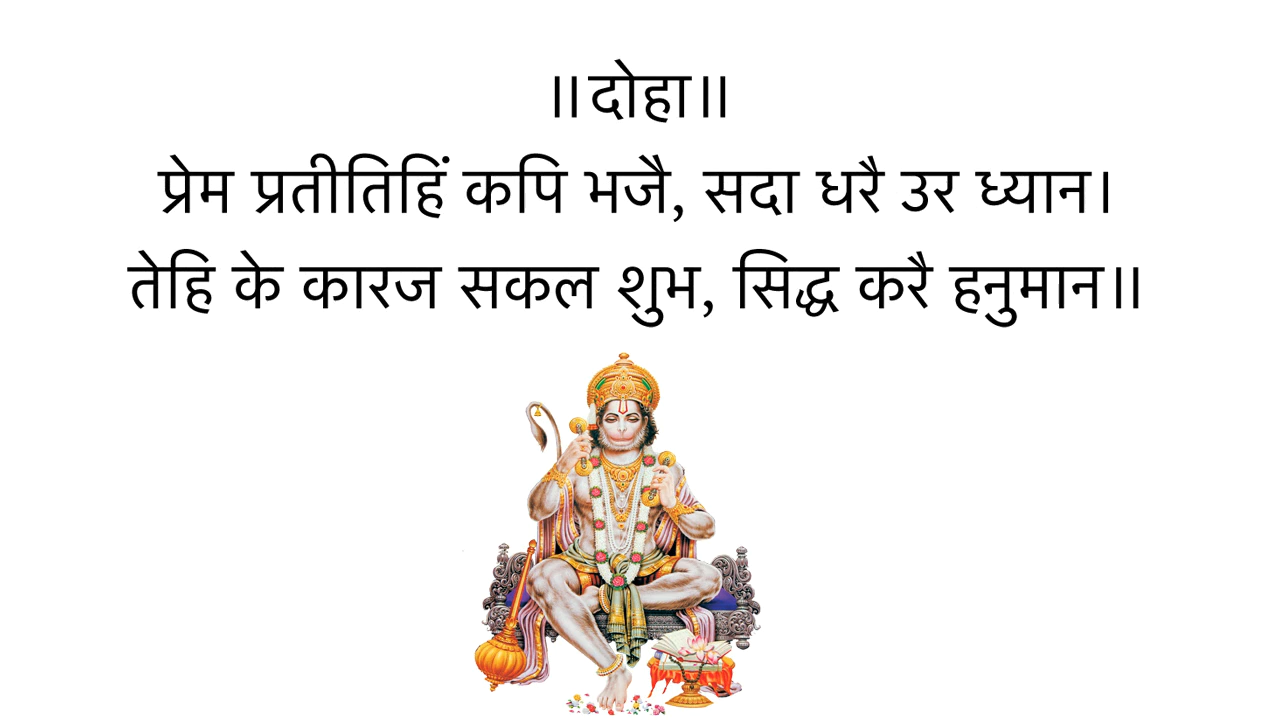 ॥दोहा॥
प्रेम प्रतीतिहिं कपि भजै, सदा धरै उर ध्यान।
तेहि के कारज सकल शुभ, सिद्ध करै हनुमान॥